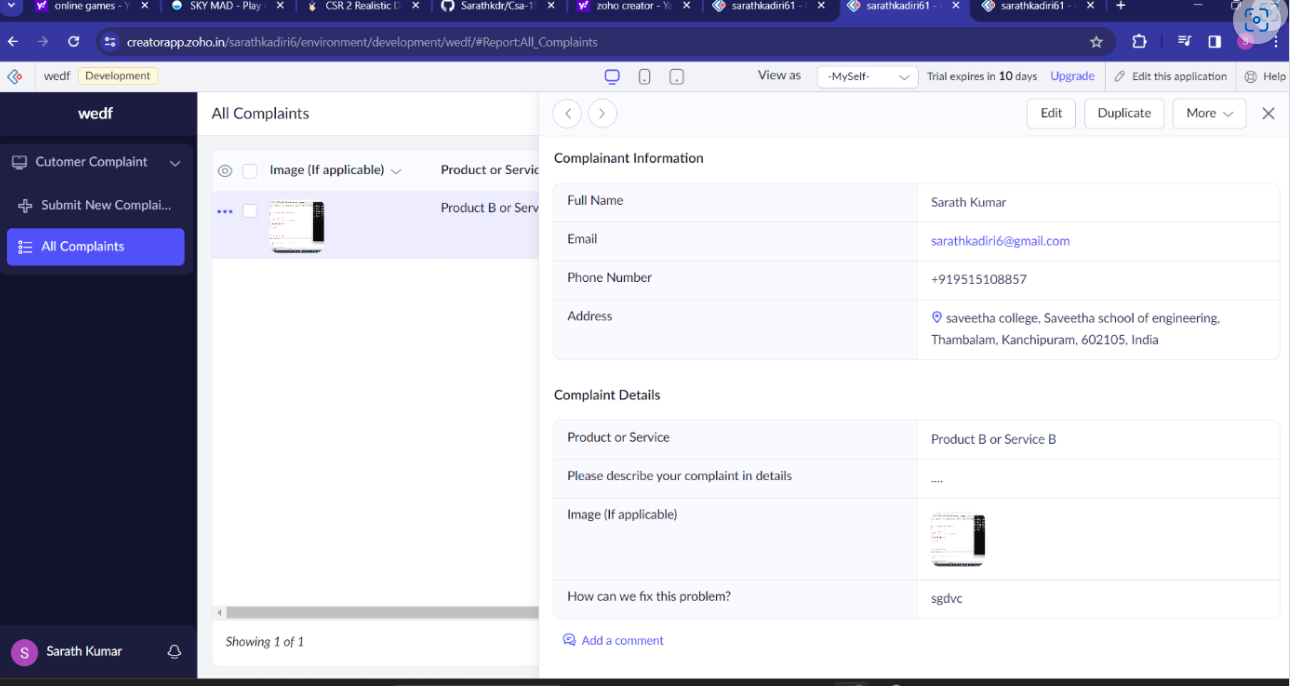 online games - Y
SKY MAD - Play
CSR 2 Realistic D
Sarathkdr/Csa-1
zoho creator - Ya
sarathkadiri61 -
sarathkadiri61 -
sarathkadiri61 -
creatorapp.zoho.in/sarathkadiri6/environment/development/wedf/#Report:All_Complaints
S
wedf Development
View as -MySelf- Trial expires in 10 days Upgrade Edit this application Help
wedf
Cutomer Complaint
Submit New Complai...
All Complaints
S Sarath Kumar
All Complaints
Image (If applicable) Product or Servic
Product B or Serv
Showing 1 of 1
Edit Duplicate More
Complainant Information
Full Name Sarath Kumar
Email sarathkadiri6@gmail.com
Phone Number +919515108857
Address saveetha college, Saveetha school of engineering,
Thambalam, Kanchipuram, 602105, India
Complaint Details
Product or Service Product B or Service B
Please describe your complaint in details ....
Image (If applicable)
How can we fix this problem? sgdvc
Add a comment